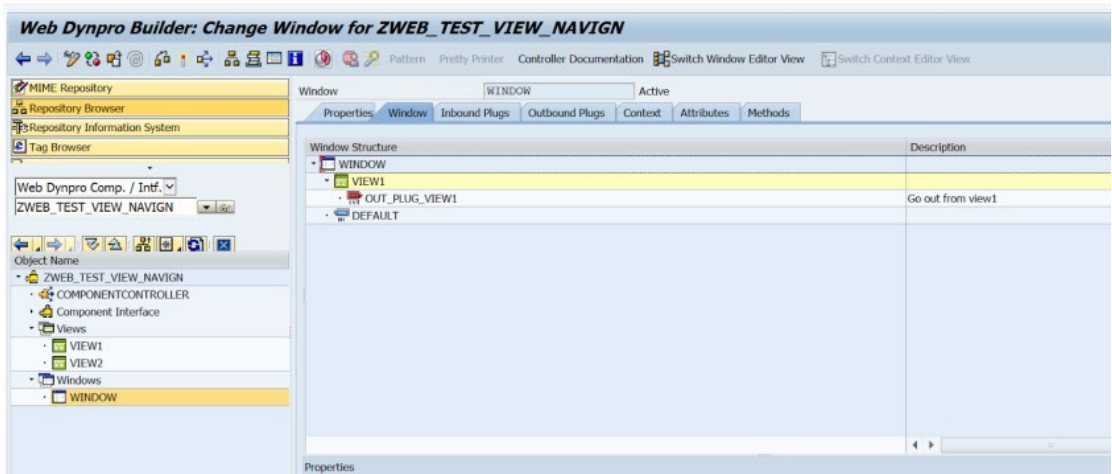 Web Dynpro Builder: Change Window for ZWEB_TEST_VIEW_NAVIGN
Pattern Pretty Printer Controller Documentation Switch Window Editor View Switch Context Editor View
MIME Repository
Repository Browser
Repository Information System
Tag Browser
Web Dynpro Comp. / Intf.
ZWEB_TEST_VIEW_NAVIGN
Object Name
ZWEB_TEST_VIEW_NAVIGN
COMPONENTCONTROLLER
Component Interface
Views
VIEW1
VIEW2
Windows
WINDOW
Window WINDOW Active
Properties Window Inbound Plugs Outbound Plugs Context Attributes Methods
Window Structure Description
WINDOW
VIEW1
OUT_PLUG_VIEW1 Go out from view1
DEFAULT
Properties